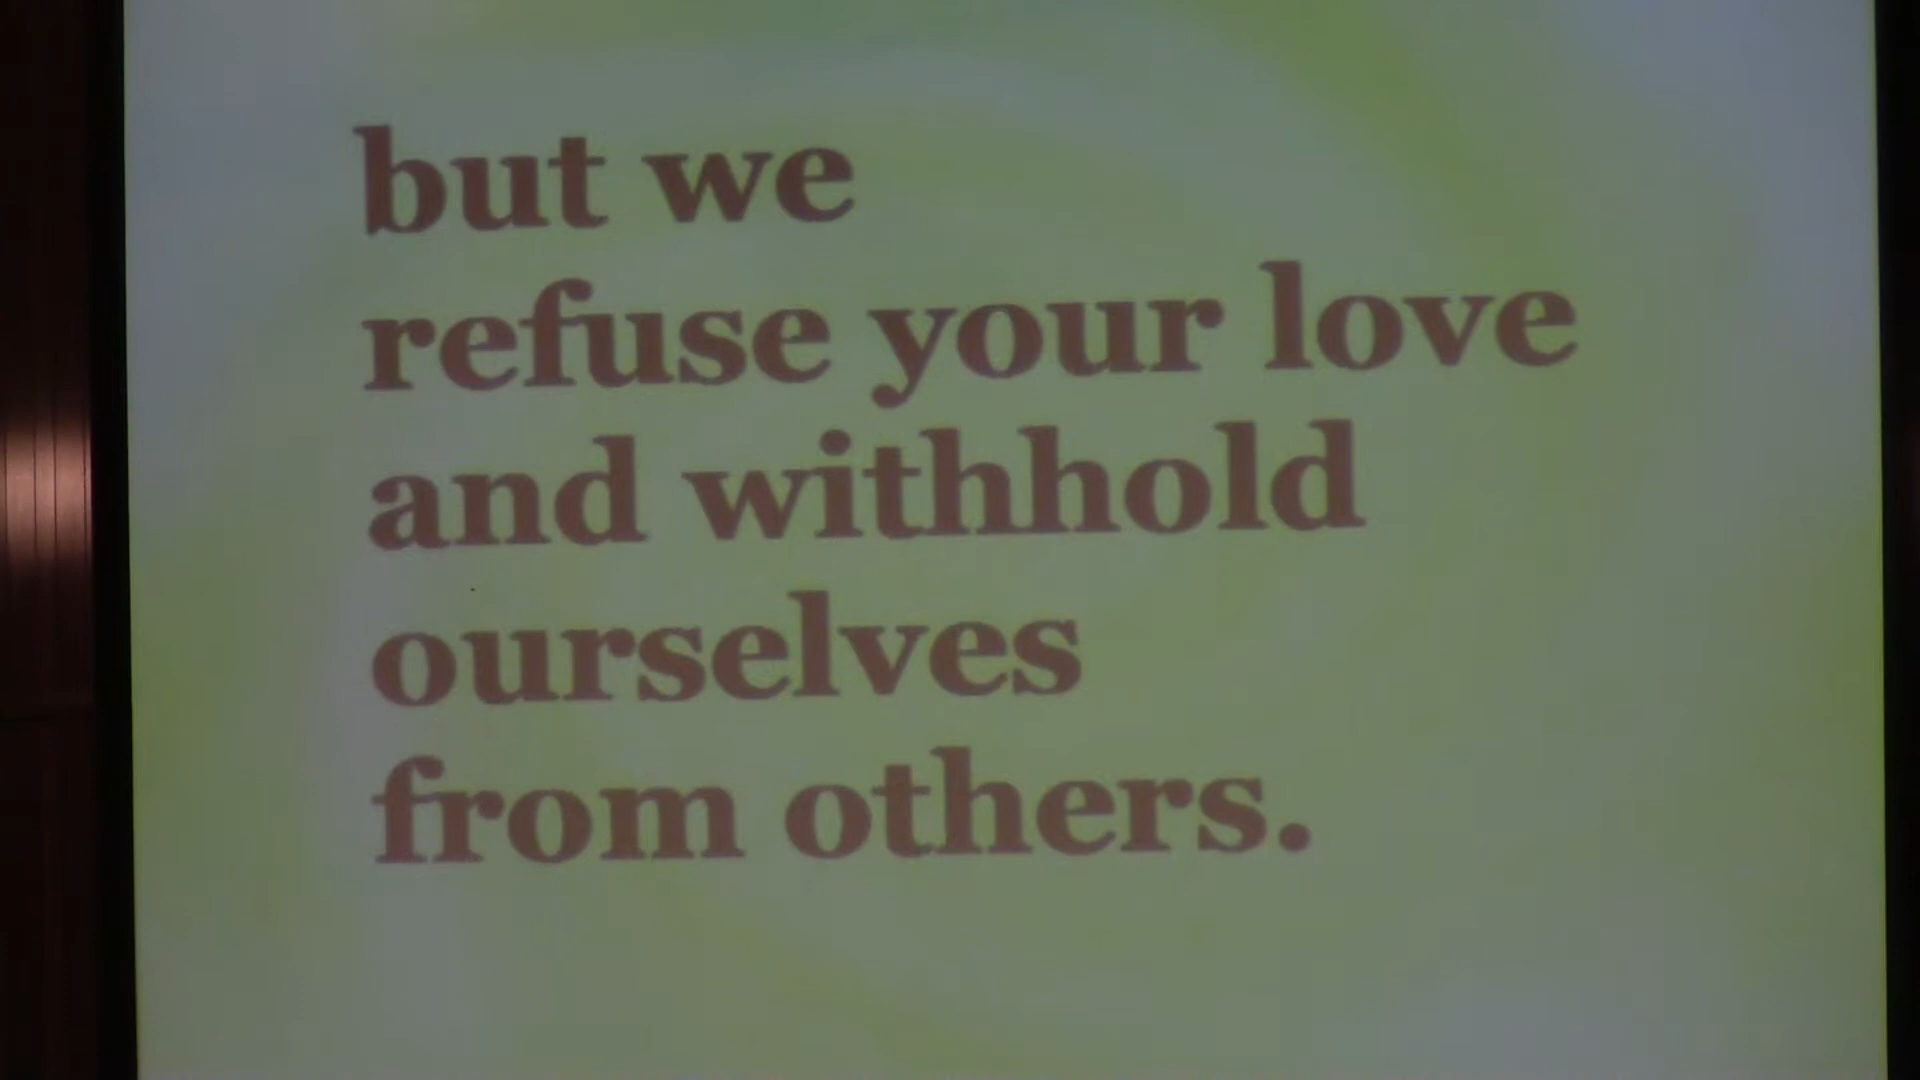 but we
refuse your love
and withhold
ourselves
from others.